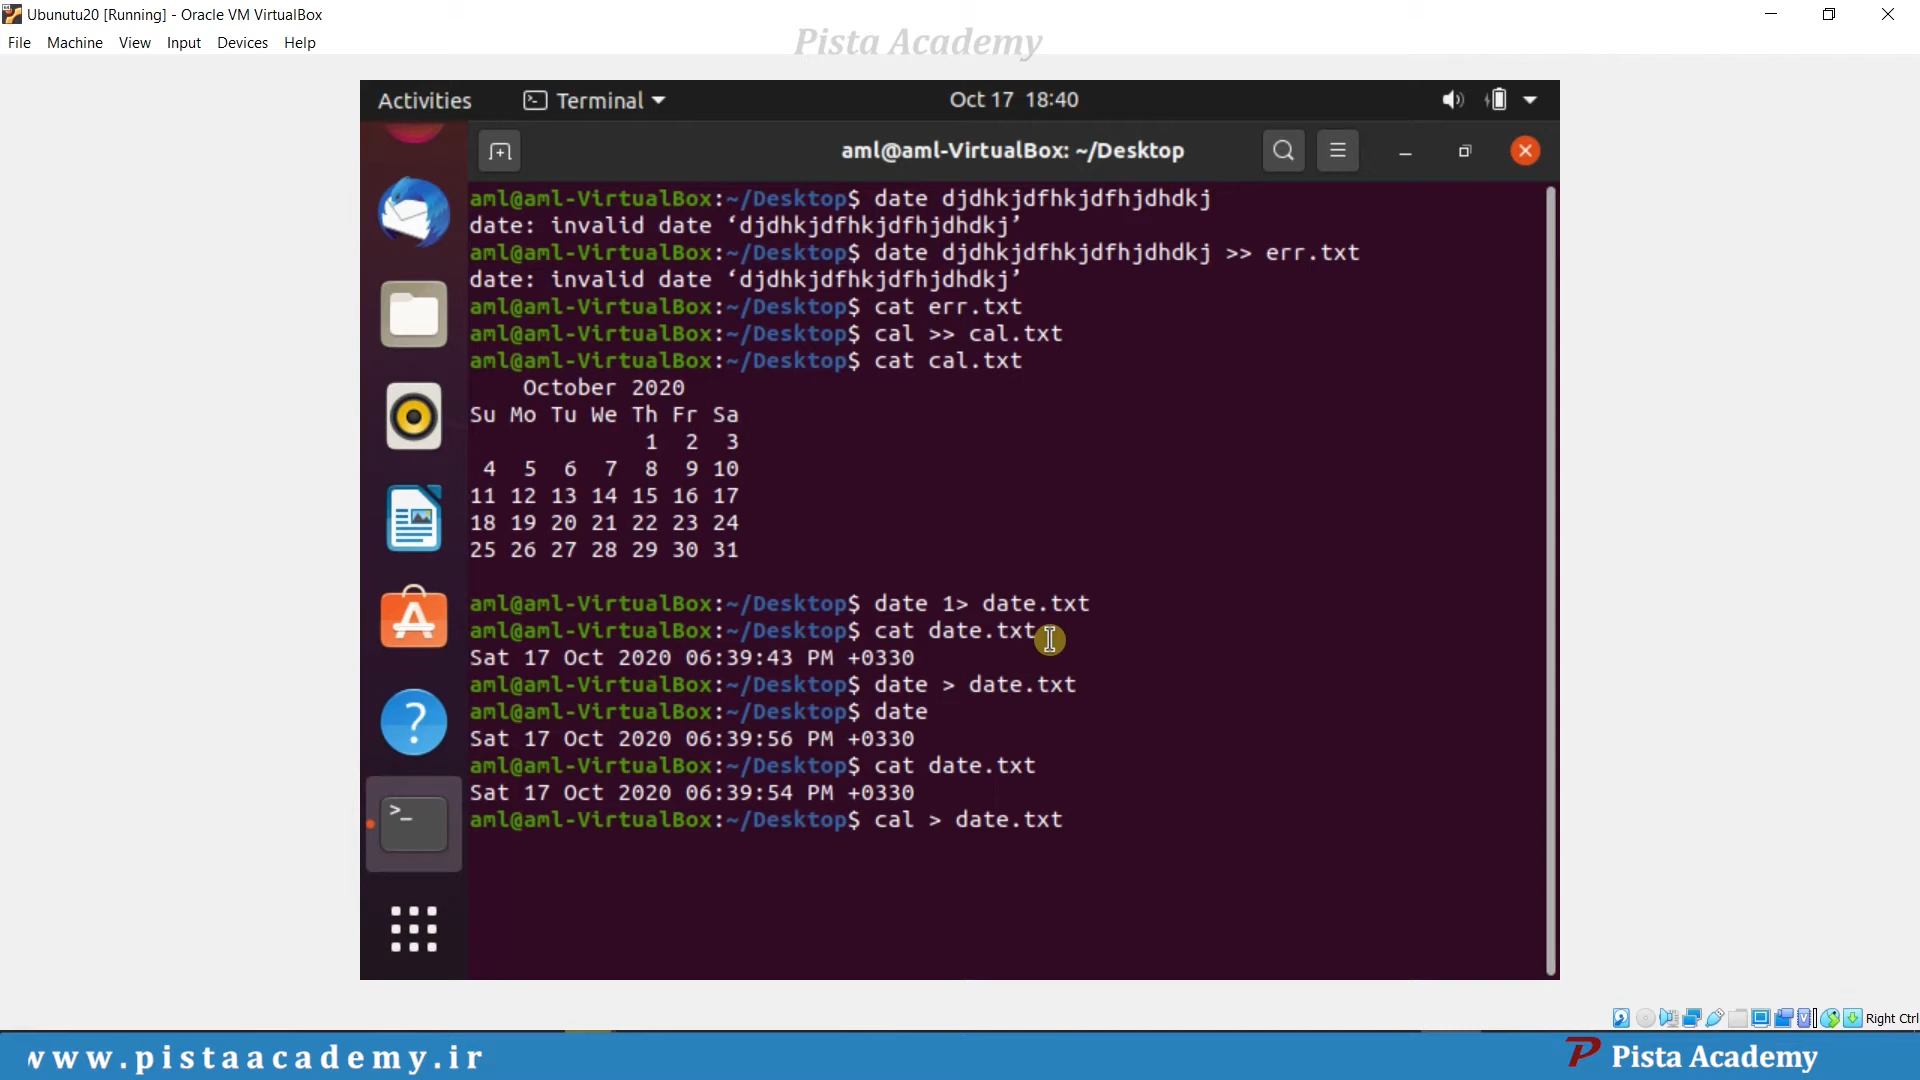 Ubunutu20 [Running] - Oracle VM VirtualBox
File Machine View Input Devices Help
Pista Academy
Activities Terminal Oct 17 18:40
aml@aml-VirtualBox: ~/Desktop
aml@aml-VirtualBox:~/Desktop$ date djdhkjdfhkjdfhjdhdkj
date: invalid date ‘djdhkjdfhkjdfhjdhdkj’
aml@aml-VirtualBox:~/Desktop$ date djdhkjdfhkjdfhjdhdkj >> err.txt
date: invalid date ‘djdhkjdfhkjdfhjdhdkj’
aml@aml-VirtualBox:~/Desktop$ cat err.txt
aml@aml-VirtualBox:~/Desktop$ cal >> cal.txt
aml@aml-VirtualBox:~/Desktop$ cat cal.txt
October 2020
Su Mo Tu We Th Fr Sa
1 2 3
4 5 6 7 8 9 10
11 12 13 14 15 16 17
18 19 20 21 22 23 24
25 26 27 28 29 30 31
aml@aml-VirtualBox:~/Desktop$ date 1> date.txt
aml@aml-VirtualBox:~/Desktop$ cat date.txt
Sat 17 Oct 2020 06:39:43 PM +0330
aml@aml-VirtualBox:~/Desktop$ date > date.txt
aml@aml-VirtualBox:~/Desktop$ date
Sat 17 Oct 2020 06:39:56 PM +0330
aml@aml-VirtualBox:~/Desktop$ cat date.txt
Sat 17 Oct 2020 06:39:54 PM +0330
aml@aml-VirtualBox:~/Desktop$ cal > date.txt
Right Ctrl
www.pistaacademy.ir
Pista Academy